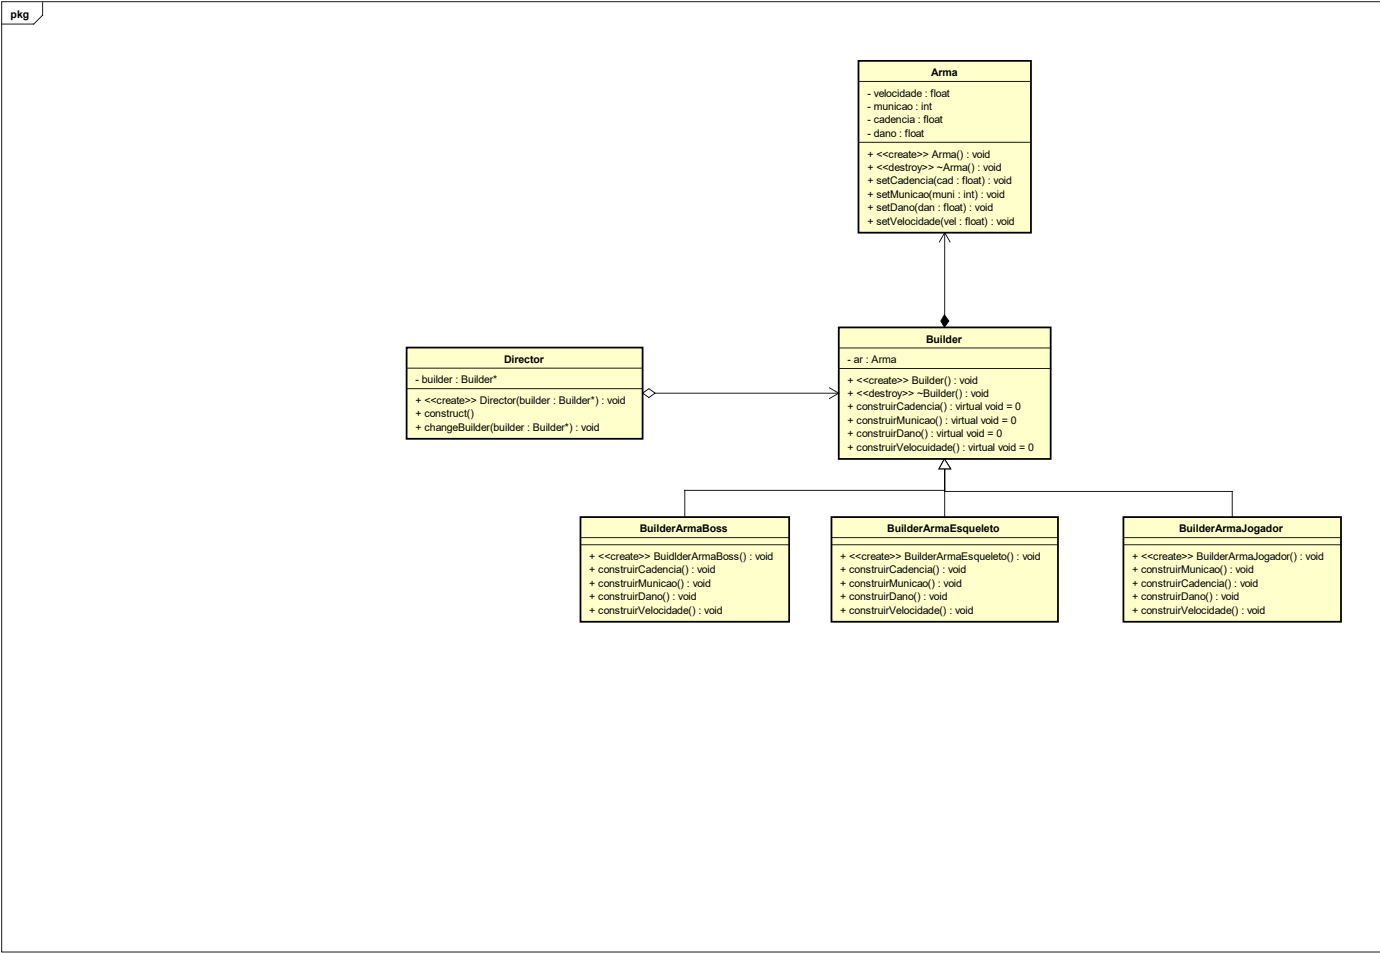 pkg
Arma
- velocidade : float
- municao : int
- cadencia : float
- dano : float
+ <<create>> Arma() : void
+ <<destroy>> ~Arma() : void
+ setCadencia(cad : float) : void
+ setMunicao(muni : int) : void
+ setDano(dan : float) : void
+ setVelocidade(vel : float) : void
Director
- builder : Builder*
+ <<create>> Director(builder : Builder*) : void
+ construct()
+ changeBuilder(builder : Builder*) : void
Builder
- ar : Arma
+ <<create>> Builder() : void
+ <<destroy>> ~Builder() : void
+ construirCadencia() : virtual void = 0
+ construirMunicao() : virtual void = 0
+ construirDano() : virtual void = 0
+ construirVelocuidade() : virtual void = 0
BuilderArmaBoss
+ <<create>> BuidlderArmaBoss() : void
+ construirCadencia() : void
+ construirMunicao() : void
+ construirDano() : void
+ construirVelocidade() : void
BuilderArmaEsqueleto
+ <<create>> BuilderArmaEsqueleto() : void
+ construirCadencia() : void
+ construirMunicao() : void
+ construirDano() : void
+ construirVelocidade() : void
BuilderArmaJogador
+ <<create>> BuilderArmaJogador() : void
+ construirMunicao() : void
+ construirCadencia() : void
+ construirDano() : void
+ construirVelocidade() : void